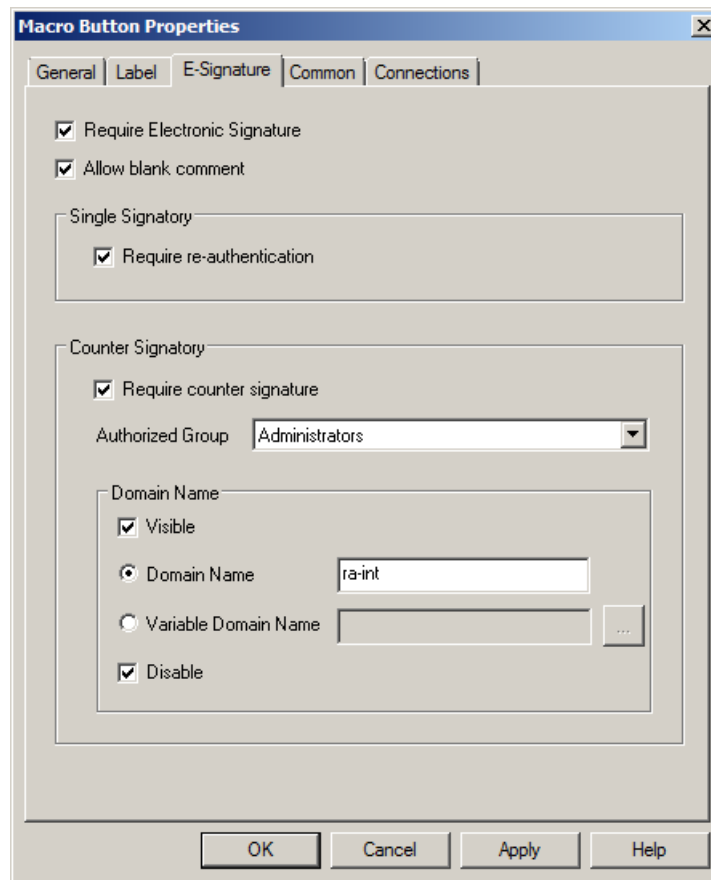 Macro Button Properties
General Label E-Signature Common Connections
Require Electronic Signature
Allow blank comment
Single Signatory
Require re-authentication
Counter Signatory
Require counter signature
Authorized Group Administrators
Domain Name
Visible
Domain Name ra-int
Variable Domain Name ...
Disable
OK Cancel Apply Help